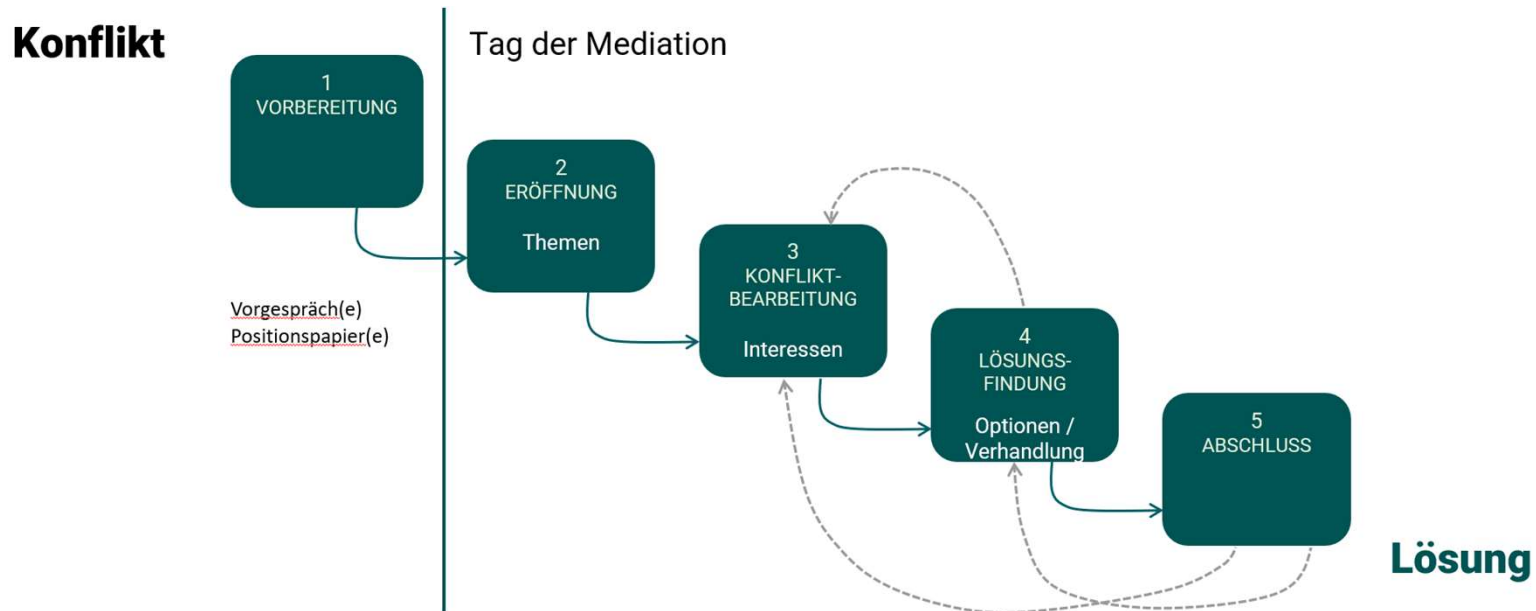 Konflikt
Tag der Mediation
1
VORBEREITUNG
2
ERÖFFNUNG
Themen
Vorgespräch(e)
Positionspapier(e)
3
KONFLIKT-
BEARBEITUNG
Interessen
4
LÖSUNGS-
FINDUNG
Optionen /
Verhandlung
5
ABSCHLUSS
Lösung